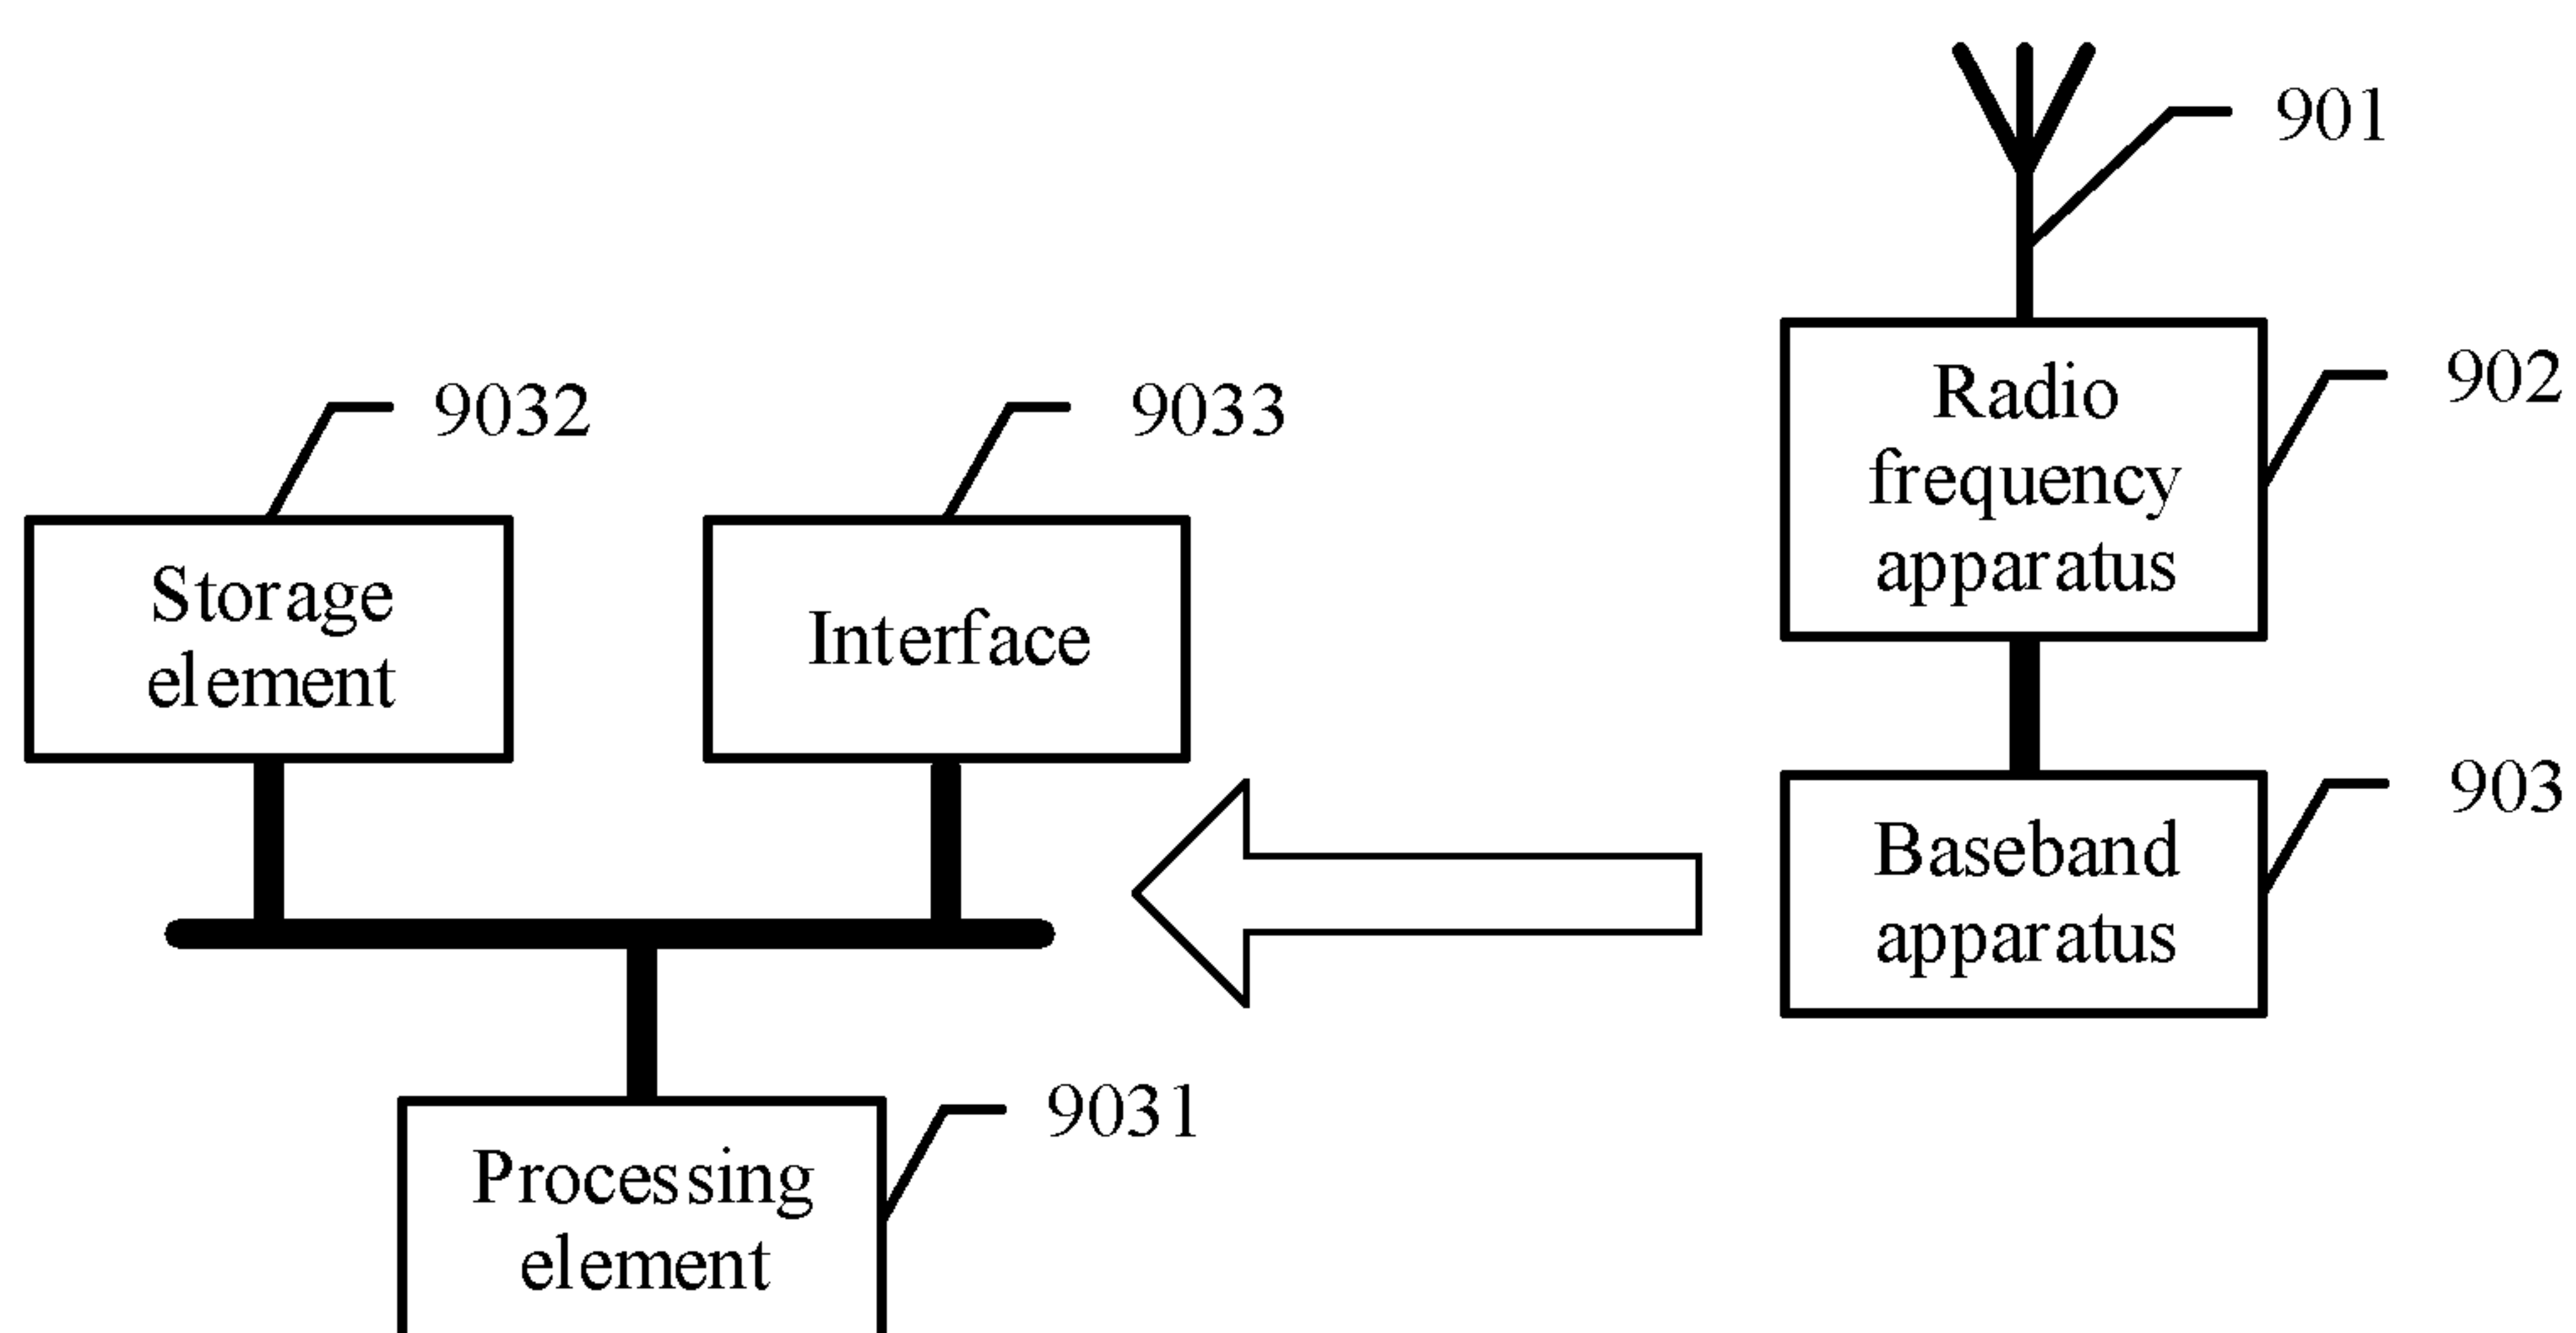 901
Radio
frequency
apparatus
902
9032
9033
Storage
element
Interface
Baseband
apparatus
903
Processing
element
9031